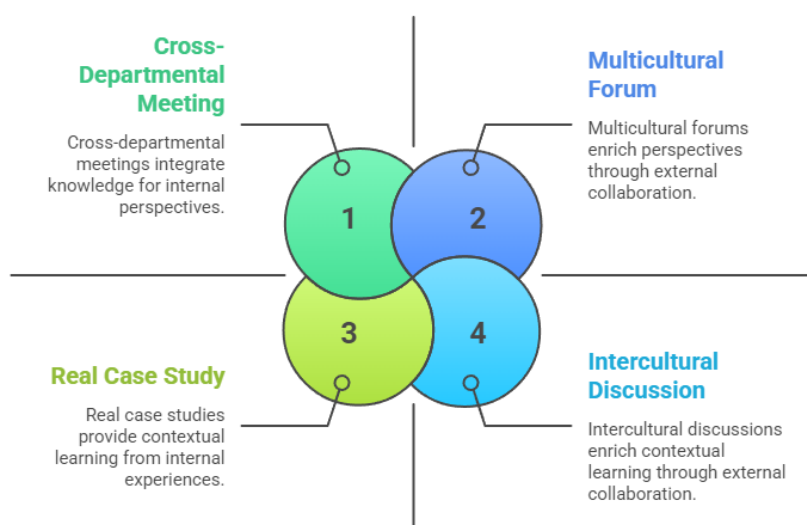 Cross-
Departmental
Meeting
Cross-departmental
meetings integrate
knowledge for internal
perspectives.
Multicultural
Forum
Multicultural forums
enrich perspectives
through external
collaboration.
1
2
3
4
Real Case Study
Real case studies
provide contextual
learning from internal
experiences.
Intercultural
Discussion
Intercultural discussions
enrich contextual
learning through external
collaboration.